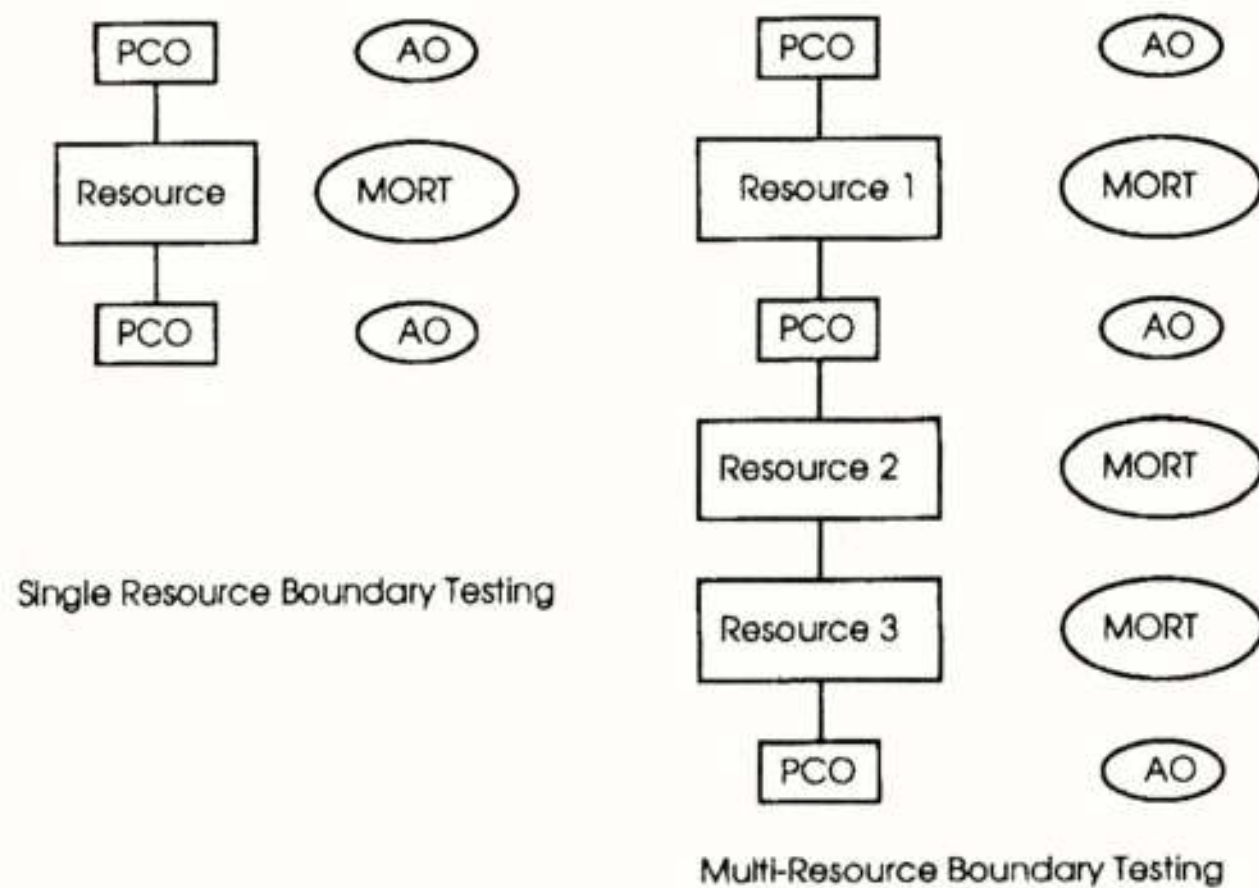 PCO
AO
Resource
MORT
PCO
AO
Single Resource Boundary Testing
PCO
AO
Resource 1
MORT
PCO
AO
Resource 2
MORT
Resource 3
MORT
PCO
AO
Multi-Resource Boundary Testing